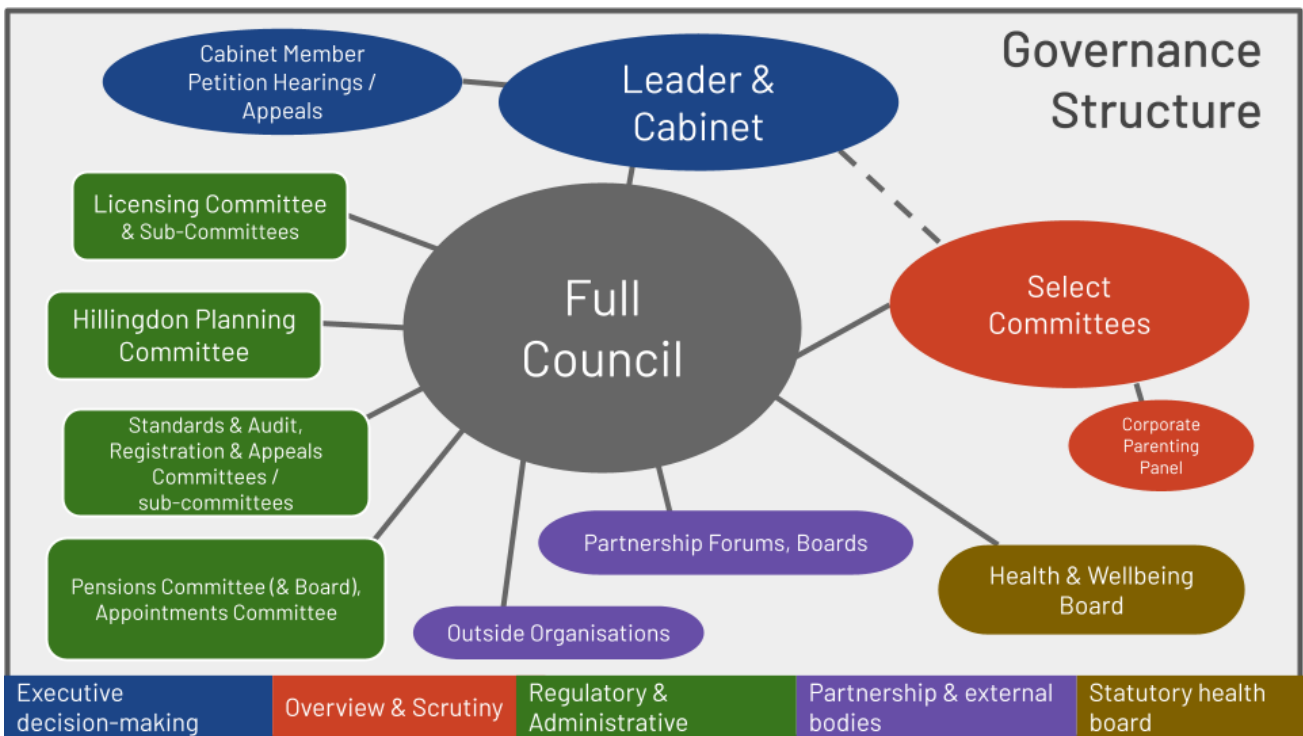 Governance
Structure
Cabinet Member
Petition Hearings /
Appeals
Leader &
Cabinet
Licensing Committee
& Sub-Committees
Hillingdon Planning
Committee
Full
Council
Select
Committees
Standards & Audit,
Registration & Appeals
Committees /
sub-committees
Corporate
Parenting
Panel
Pensions Committee (& Board),
Appointments Committee
Partnership Forums, Boards
Outside Organisations
Health & Wellbeing
Board
Executive
decision-making
Overview & Scrutiny
Regulatory &
Administrative
Partnership & external
bodies
Statutory health
board